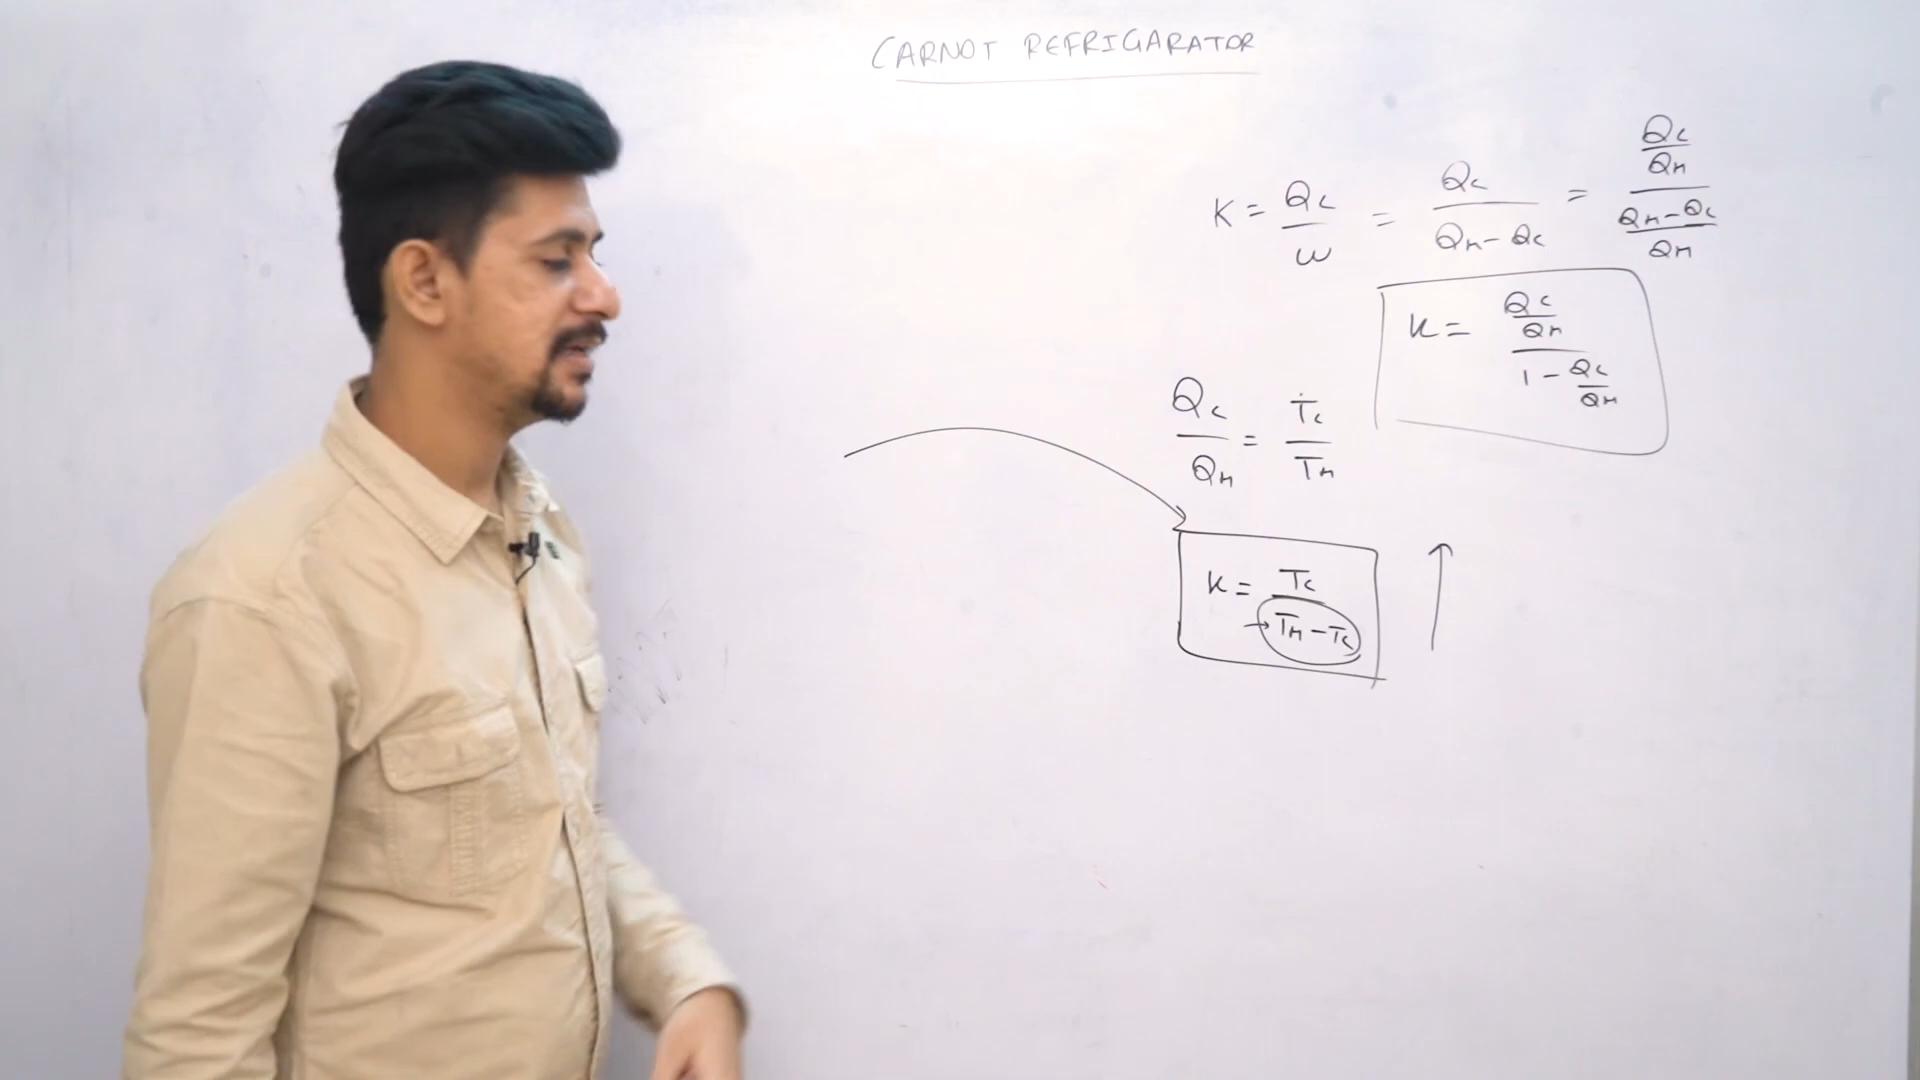 CARNOT REFRIGARATOR
K = Qc/W = Qc/(QH - Qc) = (Qc/QH)/((QH - Qc)/QH)
K = (Qc/QH)/(1 - Qc/QH)
Qc/QH = Tc/TH
K = Tc/(TH - Tc)